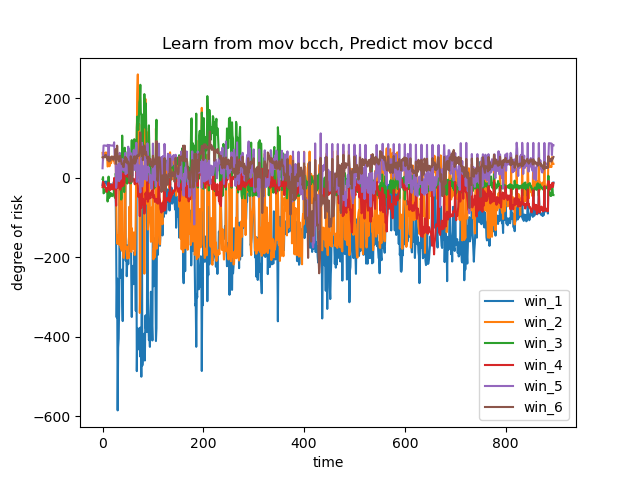 Learn from mov bcch, Predict mov bccd
degree of risk
200
0
−200
−400
−600
0 200 400 600 800
time
win_1
win_2
win_3
win_4
win_5
win_6